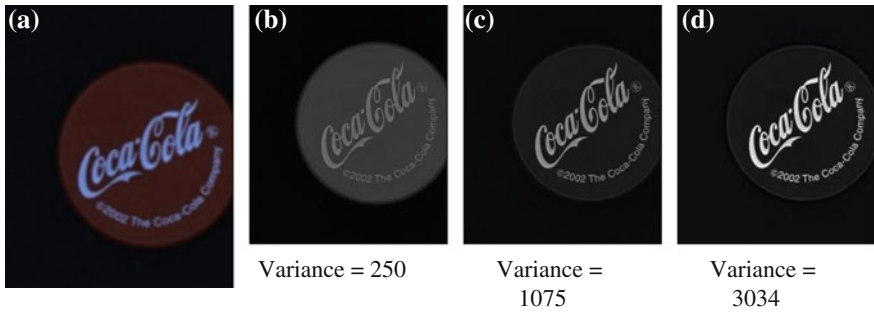 (a)
(b)
(c)
(d)
Coca-Cola®
©2002 The Coca-Cola Company
Coca-Cola®
©2002 The Coca-Cola Company
Coca-Cola®
©2002 The Coca-Cola Company
Coca-Cola®
©2002 The Coca-Cola Company
Variance = 250
Variance =
1075
Variance =
3034